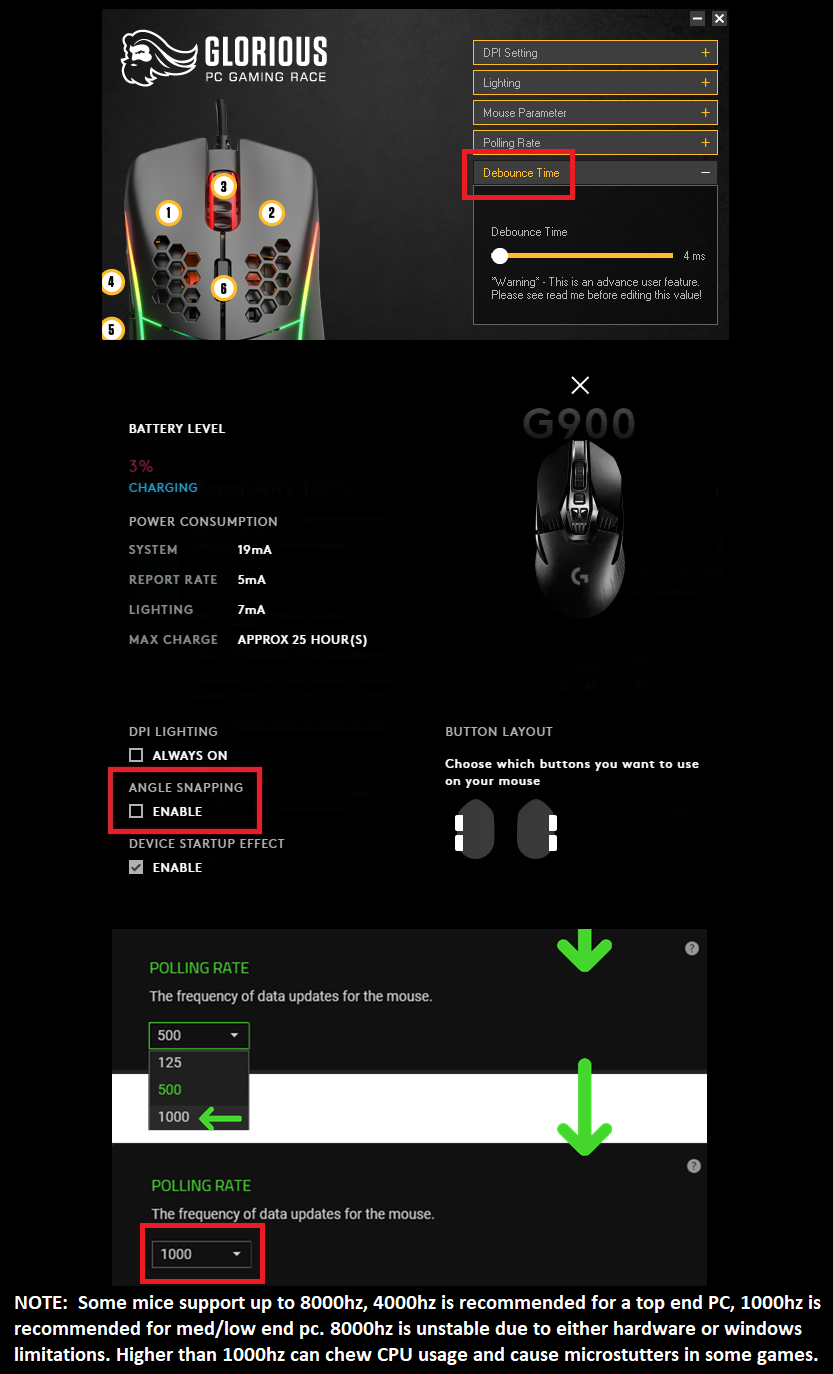 GLORIOUS
PC GAMING RACE
DPI Setting
Lighting
Mouse Parameter
Polling Rate
Debounce Time
Debounce Time
4 ms
*Warning* - This is an advance user feature.
Please see read me before editing this value!
1
2
3
4
5
6
G900
BATTERY LEVEL
3%
CHARGING
POWER CONSUMPTION
SYSTEM 19mA
REPORT RATE 5mA
LIGHTING 7mA
MAX CHARGE APPROX 25 HOUR(S)
DPI LIGHTING
ALWAYS ON
ANGLE SNAPPING
ENABLE
DEVICE STARTUP EFFECT
ENABLE
BUTTON LAYOUT
Choose which buttons you want to use
on your mouse
POLLING RATE
?
The frequency of data updates for the mouse.
500
125
500
1000
POLLING RATE
?
The frequency of data updates for the mouse.
1000
NOTE: Some mice support up to 8000hz, 4000hz is recommended for a top end PC, 1000hz is
recommended for med/low end pc. 8000hz is unstable due to either hardware or windows
limitations. Higher than 1000hz can chew CPU usage and cause microstutters in some games.